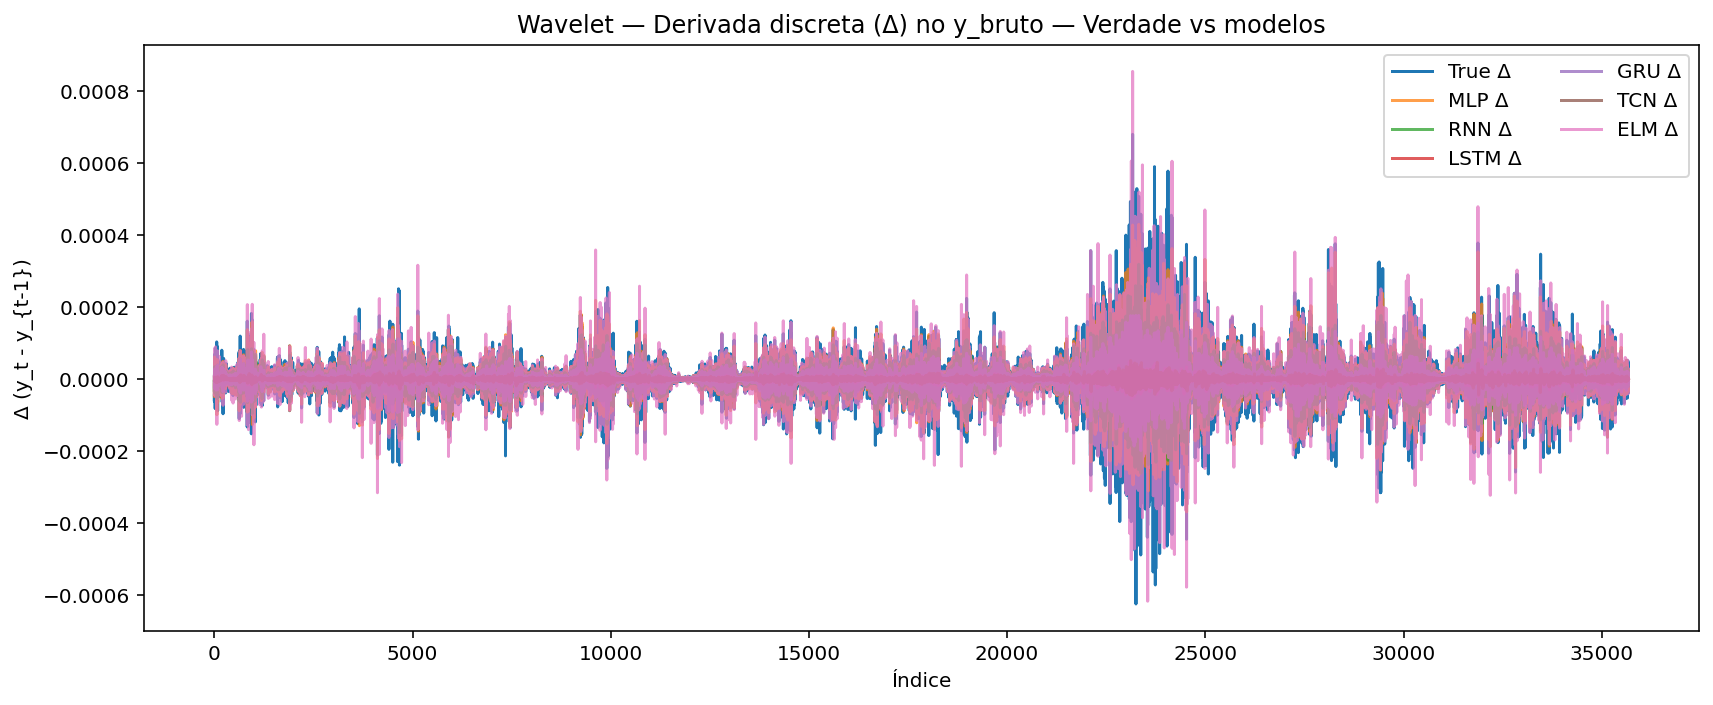 Wavelet — Derivada discreta (Δ) no y_bruto — Verdade vs modelos
True Δ
MLP Δ
RNN Δ
LSTM Δ
GRU Δ
TCN Δ
ELM Δ
Δ (y_t - y_{t-1})
0.0008
0.0006
0.0004
0.0002
0.0000
−0.0002
−0.0004
−0.0006
0 5000 10000 15000 20000 25000 30000 35000
Índice